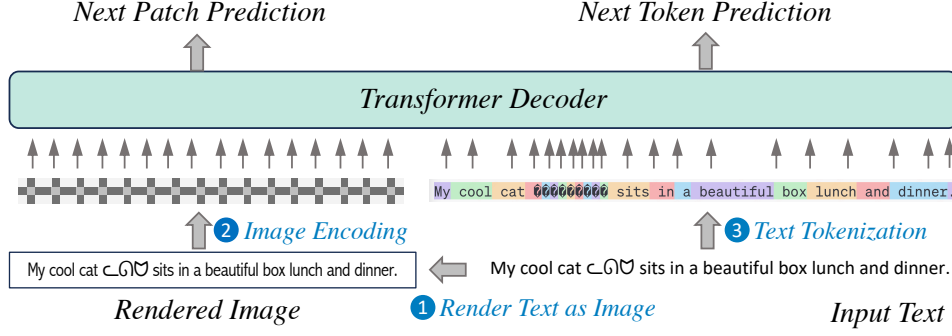 Next Patch Prediction
Next Token Prediction
Transformer Decoder
My cool cat ���������� sits in a beautiful box lunch and dinner.
2 Image Encoding
3 Text Tokenization
My cool cat ᓚᘏᗢ sits in a beautiful box lunch and dinner.
My cool cat ᓚᘏᗢ sits in a beautiful box lunch and dinner.
Rendered Image
1 Render Text as Image
Input Text